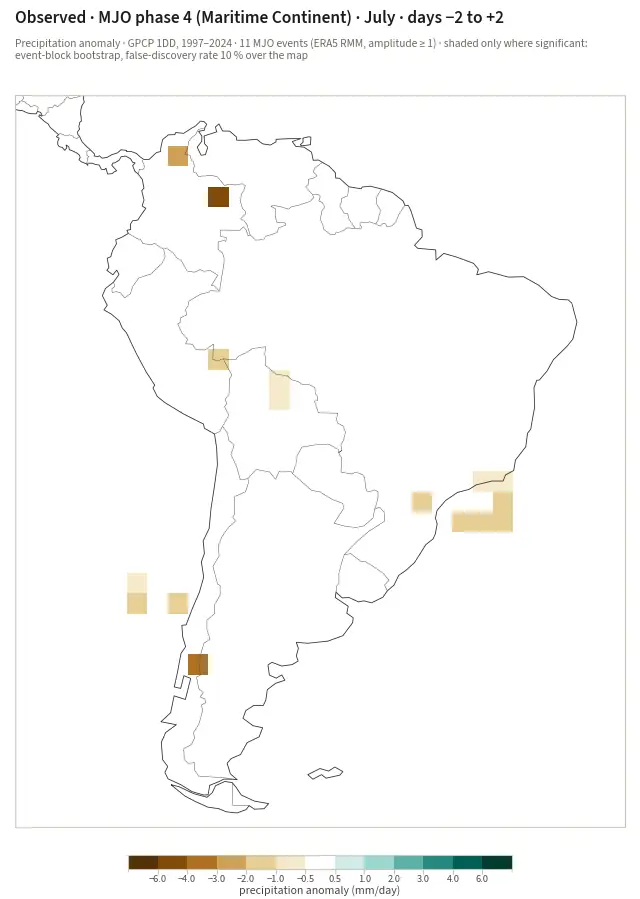 Observed · MJO phase 4 (Maritime Continent) · July · days −2 to +2
Precipitation anomaly · GPCP 1DD, 1997–2024 · 11 MJO events (ERA5 RMM, amplitude ≥ 1) · shaded only where significant:
event-block bootstrap, false-discovery rate 10 % over the map
−6.0 −4.0 −3.0 −2.0 −1.0 −0.5 0.5 1.0 2.0 3.0 4.0 6.0
precipitation anomaly (mm/day)